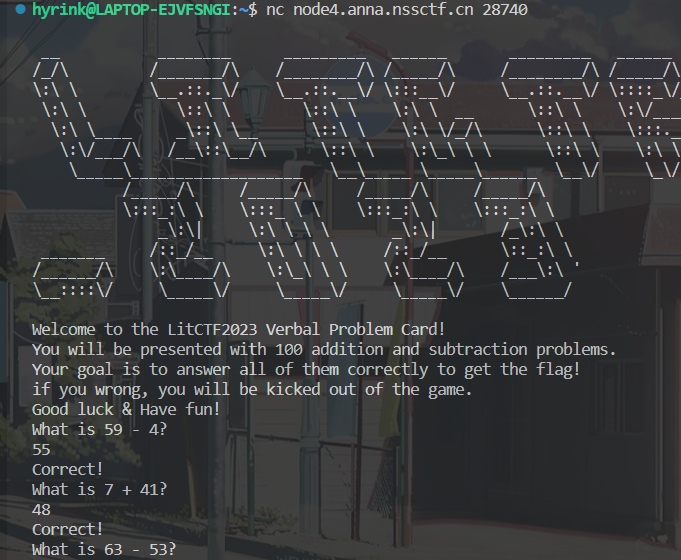 hyrink@LAPTOP-EJVFSNGI:~$ nc node4.anna.nssctf.cn 28740
Welcome to the LitCTF2023 Verbal Problem Card!
You will be presented with 100 addition and subtraction problems.
Your goal is to answer all of them correctly to get the flag!
if you wrong, you will be kicked out of the game.
Good luck & Have fun!
What is 59 - 4?
55
Correct!
What is 7 + 41?
48
Correct!
What is 63 - 53?